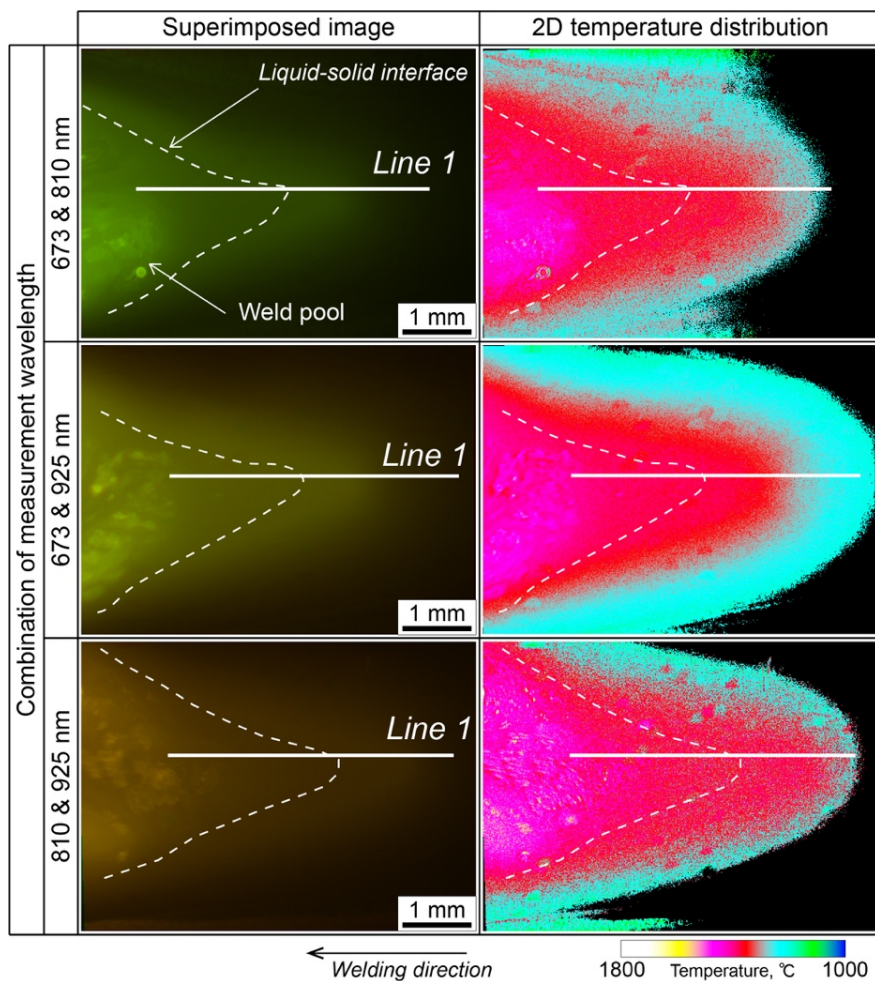 Superimposed image
2D temperature distribution
Combination of measurement wavelength
673 & 810 nm
Liquid-solid interface
Line 1
Weld pool
1 mm
673 & 925 nm
Line 1
1 mm
810 & 925 nm
Line 1
1 mm
Welding direction
1800 Temperature, ℃ 1000